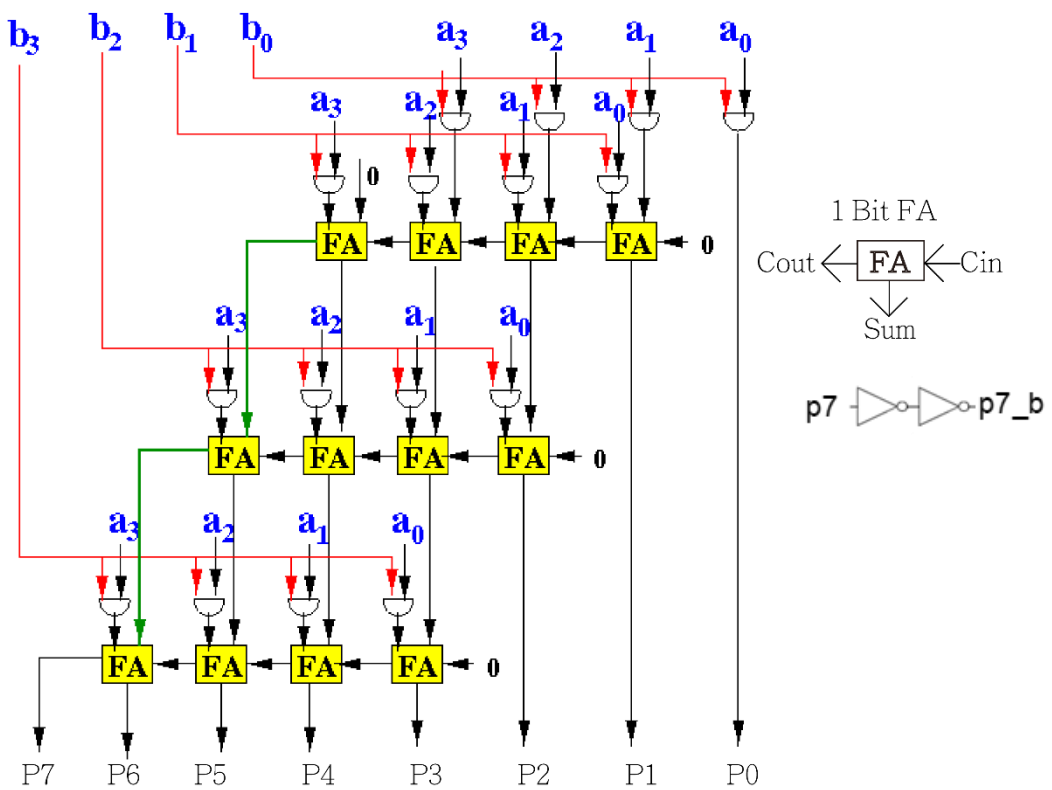 b3 b2 b1 b0 a3 a2 a1 a0
a3 a2 a1 a0
0
FA FA FA FA 0
1 Bit FA
Cout FA Cin
Sum
a3 a2 a1 a0
p7 p7_b
FA FA FA FA 0
a3 a2 a1 a0
FA FA FA FA 0
P7 P6 P5 P4 P3 P2 P1 P0